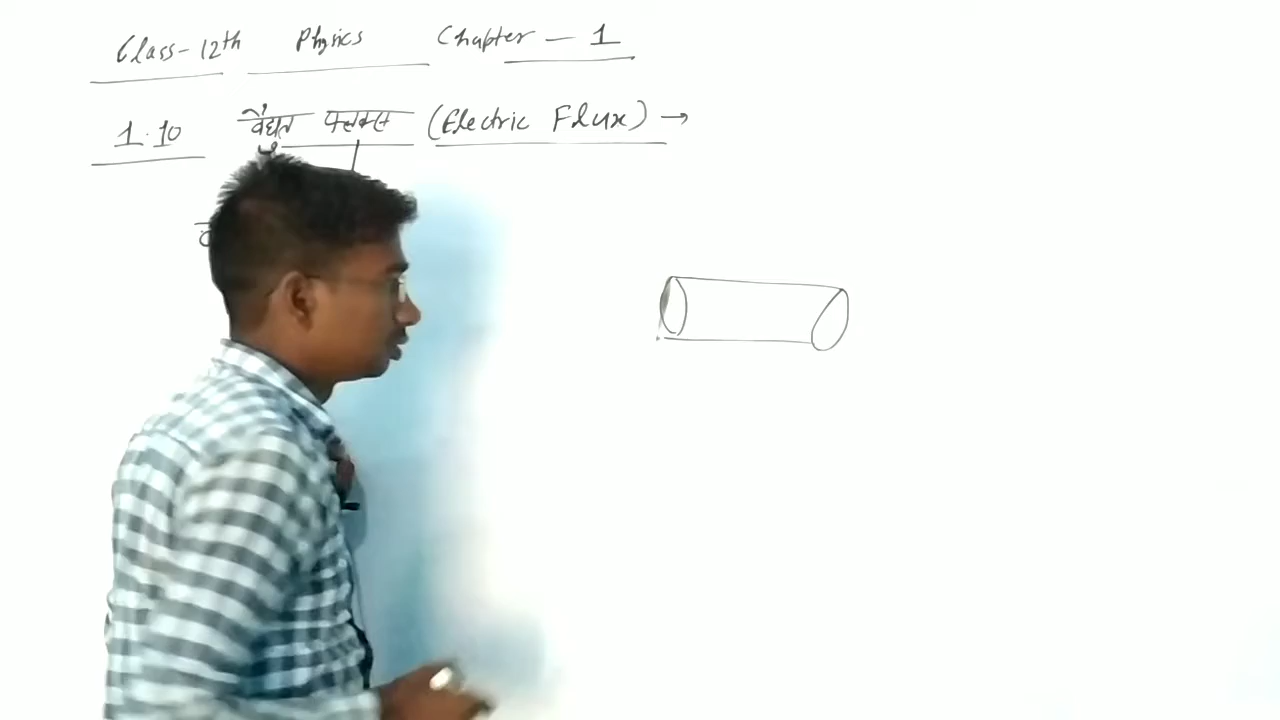 Class-12th Physics Chapter - 1
1.10 वैद्युत फ्लक्स (Electric Flux) →